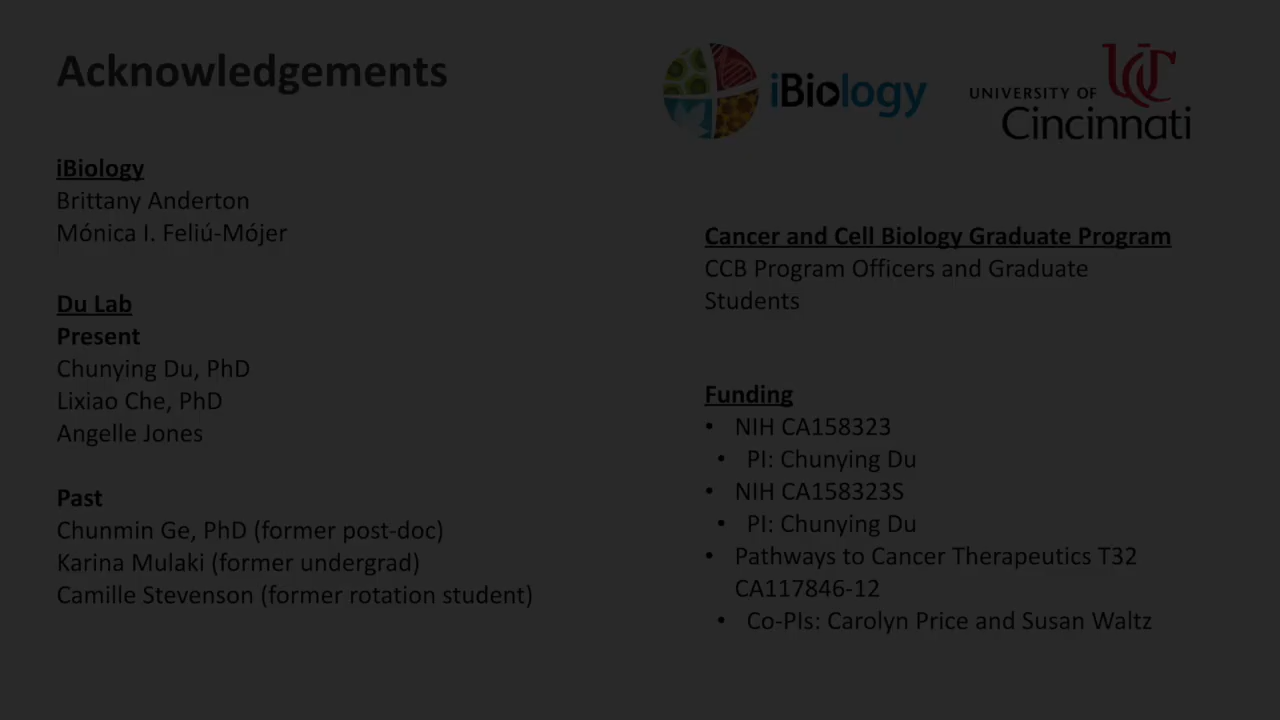 Acknowledgements
iBiology
UNIVERSITY OF
UC
Cincinnati
iBiology
Brittany Anderton
Mónica I. Feliú-Mójer
Du Lab
Present
Chunying Du, PhD
Lixiao Che, PhD
Angelle Jones
Past
Chunmin Ge, PhD (former post-doc)
Karina Mulaki (former undergrad)
Camille Stevenson (former rotation student)
Cancer and Cell Biology Graduate Program
CCB Program Officers and Graduate
Students
Funding
• NIH CA158323
• PI: Chunying Du
• NIH CA158323S
• PI: Chunying Du
• Pathways to Cancer Therapeutics T32
CA117846-12
• Co-PIs: Carolyn Price and Susan Waltz